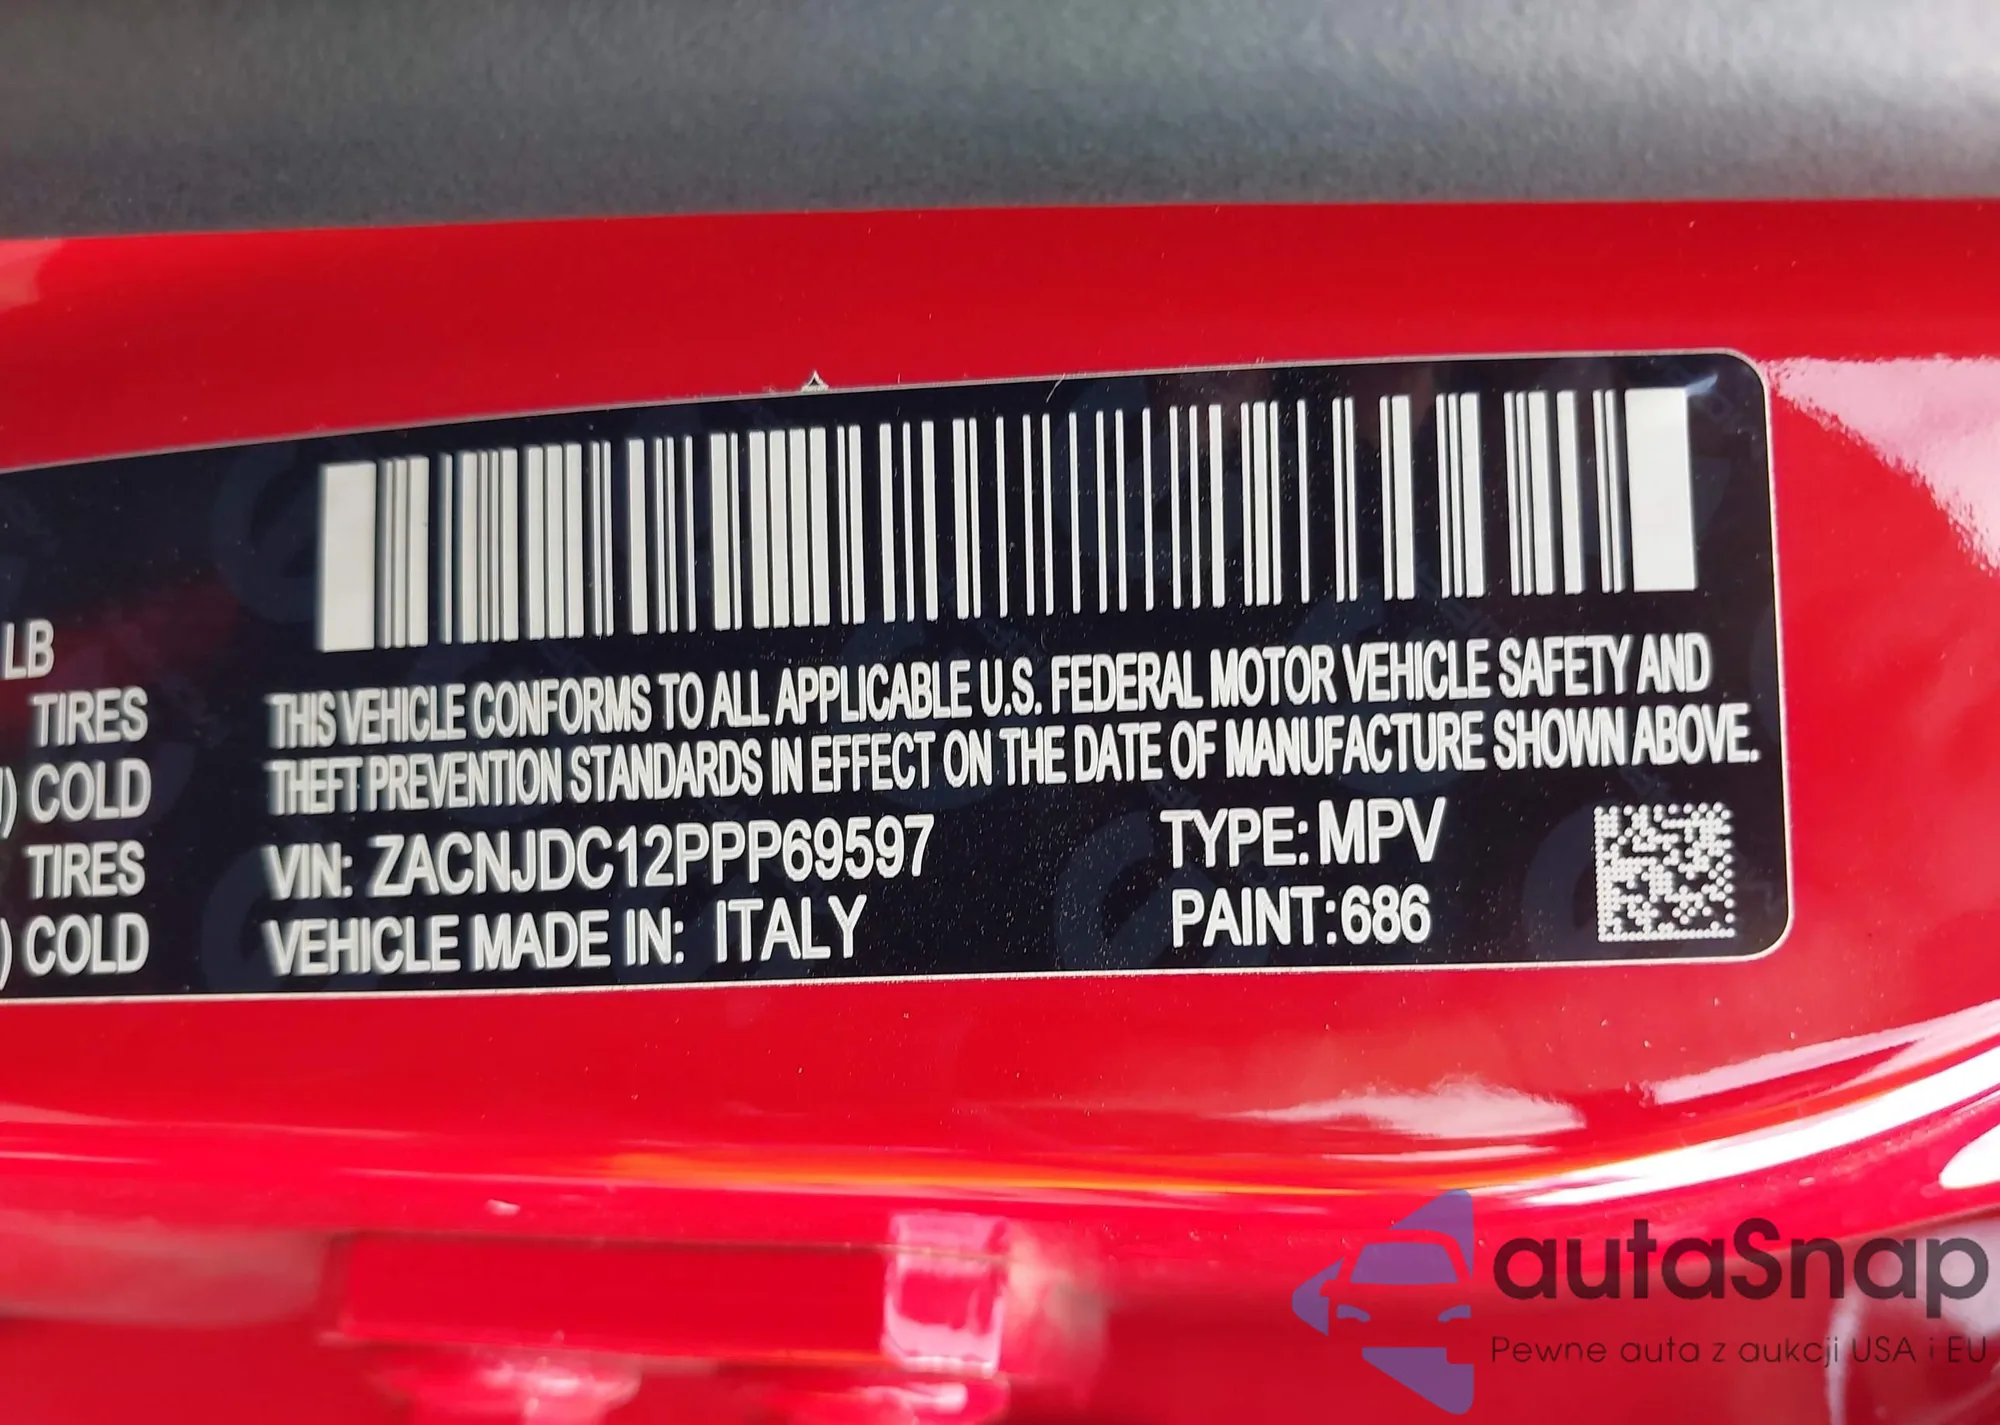 LB
TIRES
) COLD
TIRES
) COLD
THIS VEHICLE CONFORMS TO ALL APPLICABLE U.S. FEDERAL MOTOR VEHICLE SAFETY AND
THEFT PREVENTION STANDARDS IN EFFECT ON THE DATE OF MANUFACTURE SHOWN ABOVE.
VIN: ZACNJDC12PPP69597
TYPE: MPV
VEHICLE MADE IN: ITALY
PAINT:686
autaSnap
Pewne auta z aukcji USA i EU